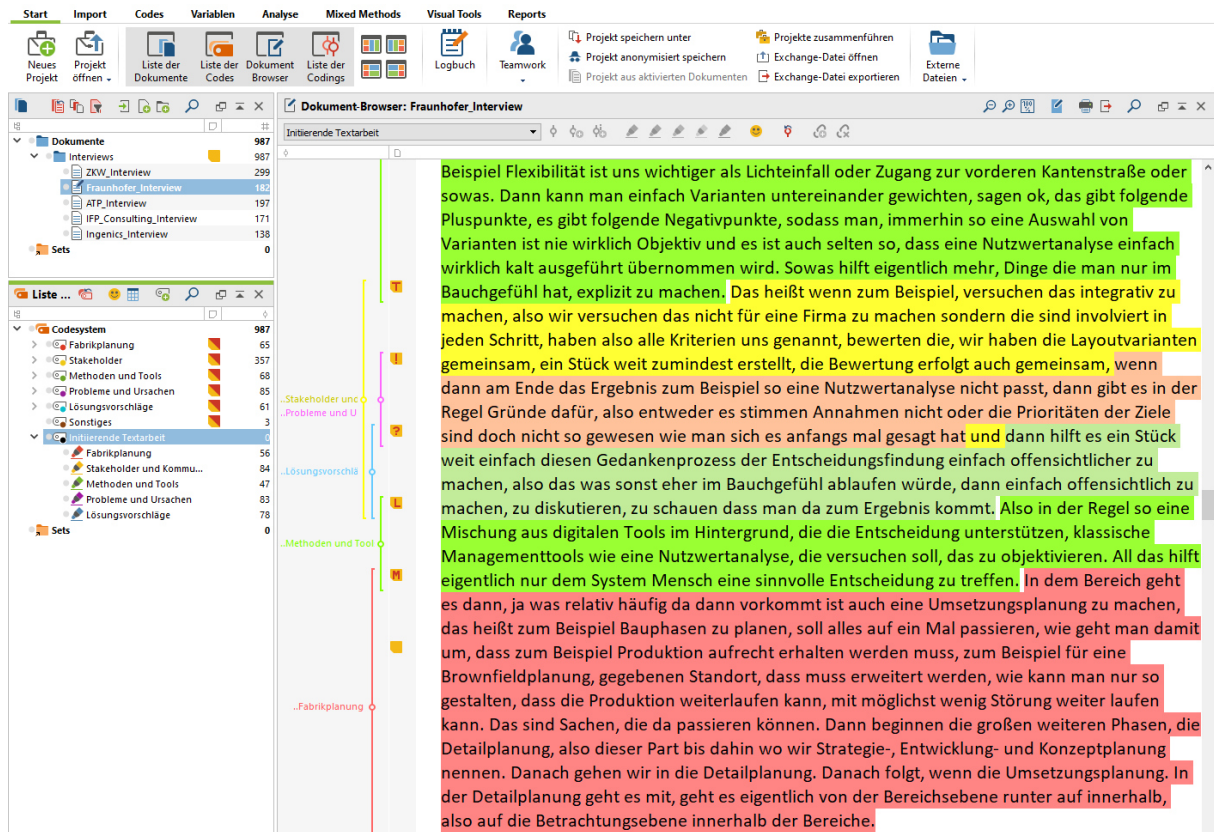 Start Import Codes Variablen Analyse Mixed Methods Visual Tools Reports
Neues Projekt
Projekt öffnen
Liste der Dokumente
Liste der Codes
Dokument Browser
Liste der Codings
Logbuch
Teamwork
Projekt speichern unter
Projekt anonymisiert speichern
Projekt aus aktivierten Dokumenten
Projekte zusammenführen
Exchange-Datei öffnen
Exchange-Datei exportieren
Externe Dateien
Dokumente 987
Interviews 987
ZKW_Interview 299
Fraunhofer_Interview 182
ATP_Interview 197
IFP_Consulting_Interview 171
Ingenics_Interview 138
Sets 0
Liste ...
Codesystem 987
Fabrikplanung 65
Stakeholder 357
Methoden und Tools 68
Probleme und Ursachen 85
Lösungsvorschläge 61
Sonstiges 3
Initiierende Textarbeit 0
Fabrikplanung 56
Stakeholder und Kommu... 84
Methoden und Tools 47
Probleme und Ursachen 83
Lösungsvorschläge 78
Sets 0
Dokument-Browser: Fraunhofer_Interview
Initiierende Textarbeit
..Stakeholder unc
..Probleme und U
..Lösungsvorschlä
..Methoden und Tool
..Fabrikplanung
T
!
?
L
M
Beispiel Flexibilität ist uns wichtiger als Lichteinfall oder Zugang zur vorderen Kantenstraße oder
sowas. Dann kann man einfach Varianten untereinander gewichten, sagen ok, das gibt folgende
Pluspunkte, es gibt folgende Negativpunkte, sodass man, immerhin so eine Auswahl von
Varianten ist nie wirklich Objektiv und es ist auch selten so, dass eine Nutzwertanalyse einfach
wirklich kalt ausgeführt übernommen wird. Sowas hilft eigentlich mehr, Dinge die man nur im
Bauchgefühl hat, explizit zu machen. Das heißt wenn zum Beispiel, versuchen das integrativ zu
machen, also wir versuchen das nicht für eine Firma zu machen sondern die sind involviert in
jeden Schritt, haben also alle Kriterien uns genannt, bewerten die, wir haben die Layoutvarianten
gemeinsam, ein Stück weit zumindest erstellt, die Bewertung erfolgt auch gemeinsam, wenn
dann am Ende das Ergebnis zum Beispiel so eine Nutzwertanalyse nicht passt, dann gibt es in der
Regel Gründe dafür, also entweder es stimmen Annahmen nicht oder die Prioritäten der Ziele
sind doch nicht so gewesen wie man sich es anfangs mal gesagt hat und dann hilft es ein Stück
weit einfach diesen Gedankenprozess der Entscheidungsfindung einfach offensichtlicher zu
machen, also das was sonst eher im Bauchgefühl ablaufen würde, dann einfach offensichtlich zu
machen, zu diskutieren, zu schauen dass man da zum Ergebnis kommt. Also in der Regel so eine
Mischung aus digitalen Tools im Hintergrund, die die Entscheidung unterstützen, klassische
Managementtools wie eine Nutzwertanalyse, die versuchen soll, das zu objektivieren. All das hilft
eigentlich nur dem System Mensch eine sinnvolle Entscheidung zu treffen. In dem Bereich geht
es dann, ja was relativ häufig da dann vorkommt ist auch eine Umsetzungsplanung zu machen,
das heißt zum Beispiel Bauphasen zu planen, soll alles auf ein Mal passieren, wie geht man damit
um, dass zum Beispiel Produktion aufrecht erhalten werden muss, zum Beispiel für eine
Brownfieldplanung, gegebenen Standort, dass muss erweitert werden, wie kann man nur so
gestalten, dass die Produktion weiterlaufen kann, mit möglichst wenig Störung weiter laufen
kann. Das sind Sachen, die da passieren können. Dann beginnen die großen weiteren Phasen, die
Detailplanung, also dieser Part bis dahin wo wir Strategie-, Entwicklung- und Konzeptplanung
nennen. Danach gehen wir in die Detailplanung. Danach folgt, wenn die Umsetzungsplanung. In
der Detailplanung geht es mit, geht es eigentlich von der Bereichsebene runter auf innerhalb,
also auf die Betrachtungsebene innerhalb der Bereiche.